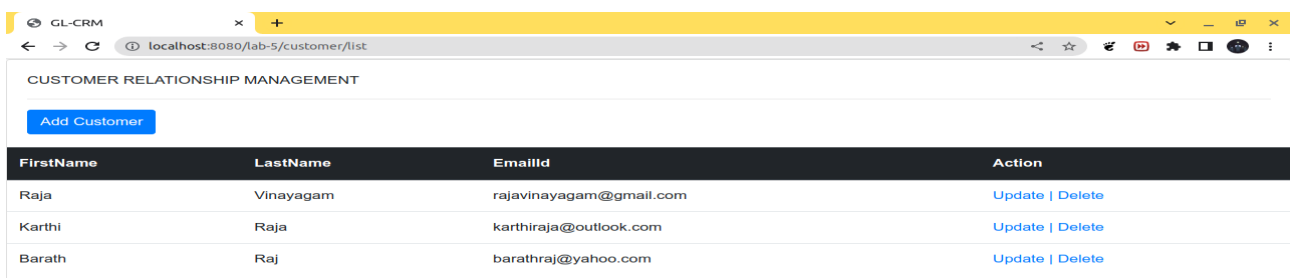 GL-CRM
localhost:8080/lab-5/customer/list
CUSTOMER RELATIONSHIP MANAGEMENT
Add Customer
FirstName LastName EmailId Action
Raja Vinayagam rajavinayagam@gmail.com Update | Delete
Karthi Raja karthiraja@outlook.com Update | Delete
Barath Raj barathraj@yahoo.com Update | Delete